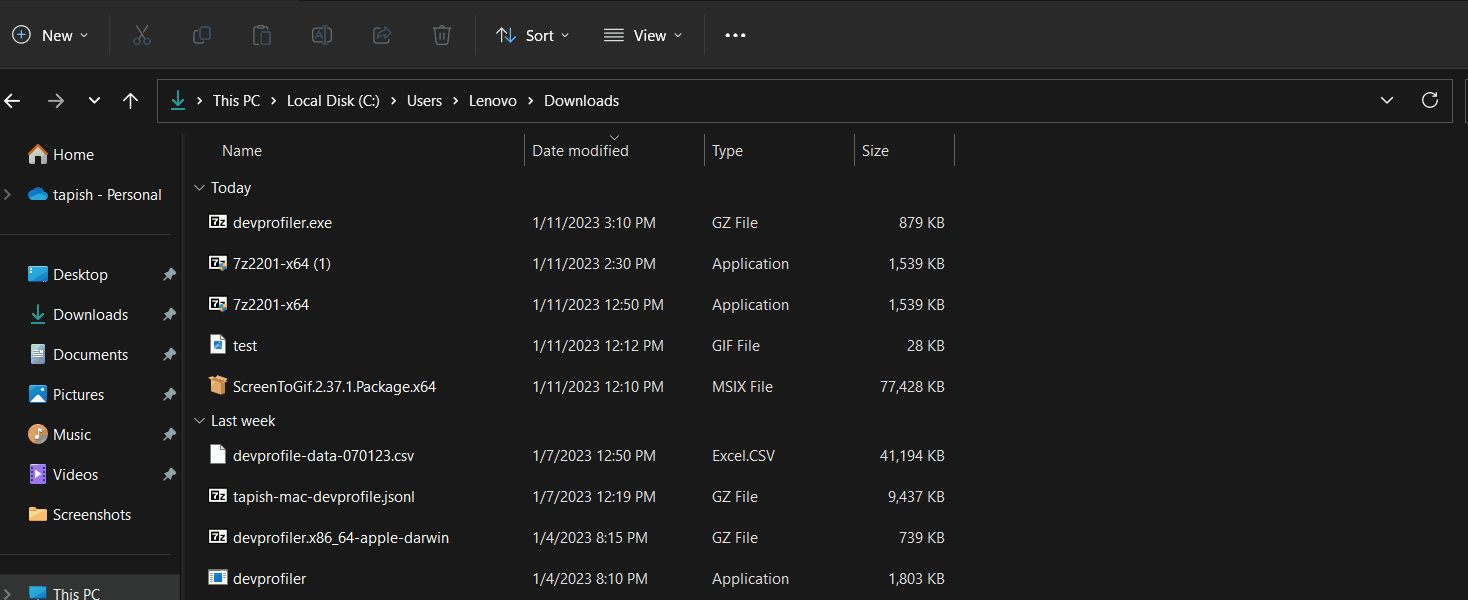 New Sort View
This PC Local Disk (C:) Users Lenovo Downloads
Name Date modified Type Size
Home
tapish - Personal
Desktop
Downloads
Documents
Pictures
Music
Videos
Screenshots
This PC
Today
devprofiler.exe 1/11/2023 3:10 PM GZ File 879 KB
7z2201-x64 (1) 1/11/2023 2:30 PM Application 1,539 KB
7z2201-x64 1/11/2023 12:50 PM Application 1,539 KB
test 1/11/2023 12:12 PM GIF File 28 KB
ScreenToGif.2.37.1.Package.x64 1/11/2023 12:10 PM MSIX File 77,428 KB
Last week
devprofile-data-070123.csv 1/7/2023 12:50 PM Excel.CSV 41,194 KB
tapish-mac-devprofile.jsonl 1/7/2023 12:19 PM GZ File 9,437 KB
devprofiler.x86_64-apple-darwin 1/4/2023 8:15 PM GZ File 739 KB
devprofiler 1/4/2023 8:10 PM Application 1,803 KB